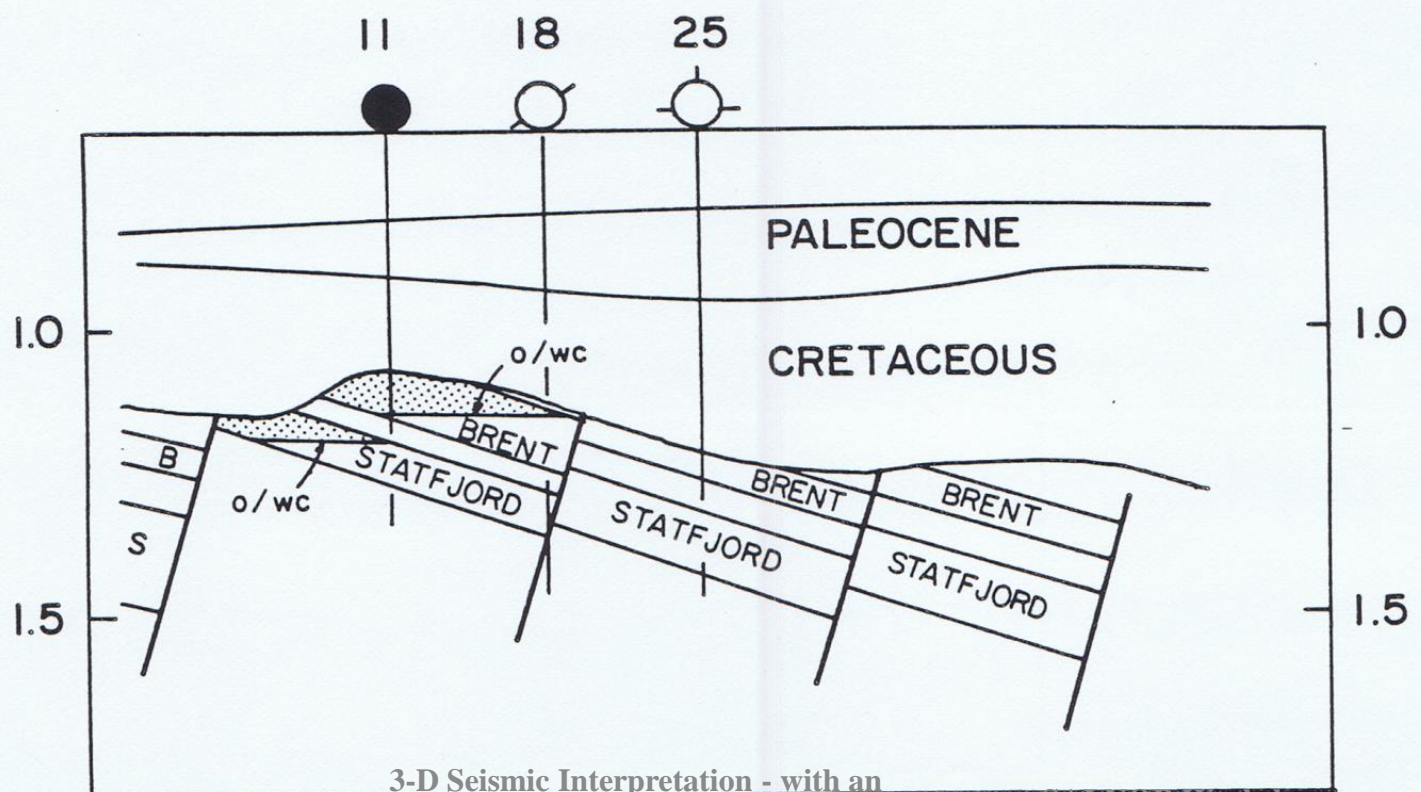 11 18 25
PALEOCENE
1.0 1.0
O/WC
CRETACEOUS
BRENT
B
STATFJORD
BRENT
BRENT
O/WC
STATFJORD
S
STATFJORD
1.5 1.5
3-D Seismic Interpretation - with an